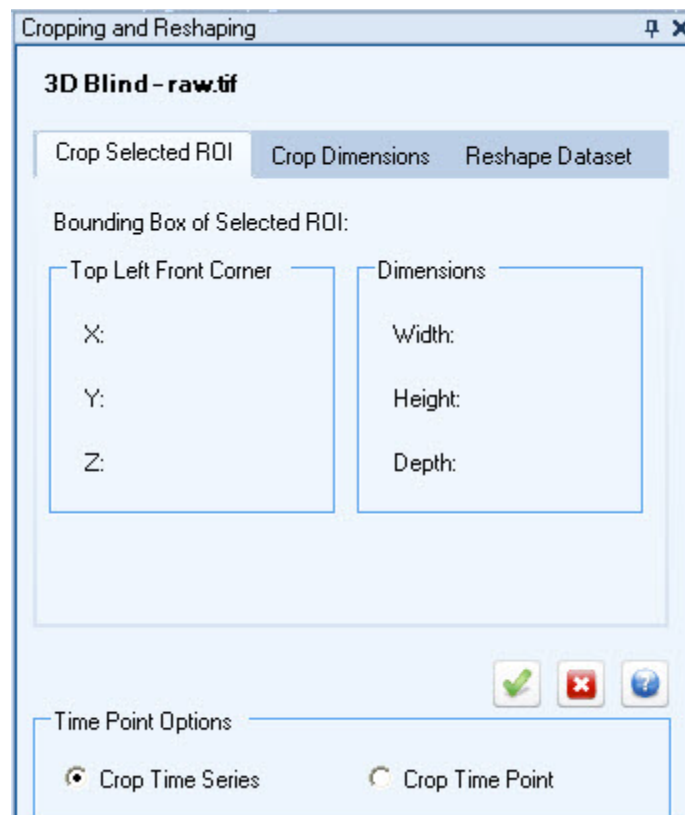 Cropping and Reshaping
3D Blind - raw.tif
Crop Selected ROI Crop Dimensions Reshape Dataset
Bounding Box of Selected ROI:
Top Left Front Corner Dimensions
X: Width:
Y: Height:
Z: Depth:
Time Point Options
Crop Time Series Crop Time Point